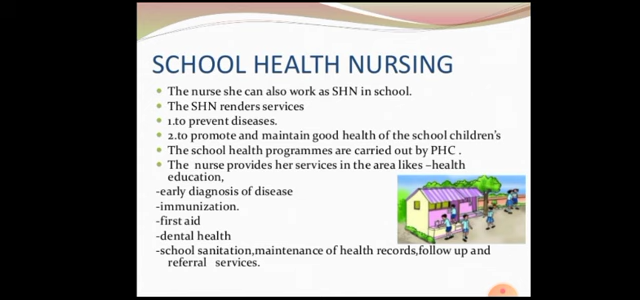 SCHOOL HEALTH NURSING
The nurse she can also work as SHN in school.
The SHN renders services
1.to prevent diseases.
2.to promote and maintain good health of the school children's
The school health programmes are carried out by PHC .
The nurse provides her services in the area likes –health
education,
-early diagnosis of disease
-immunization.
-first aid
-dental health
-school sanitation,maintenance of health records,follow up and
referral services.